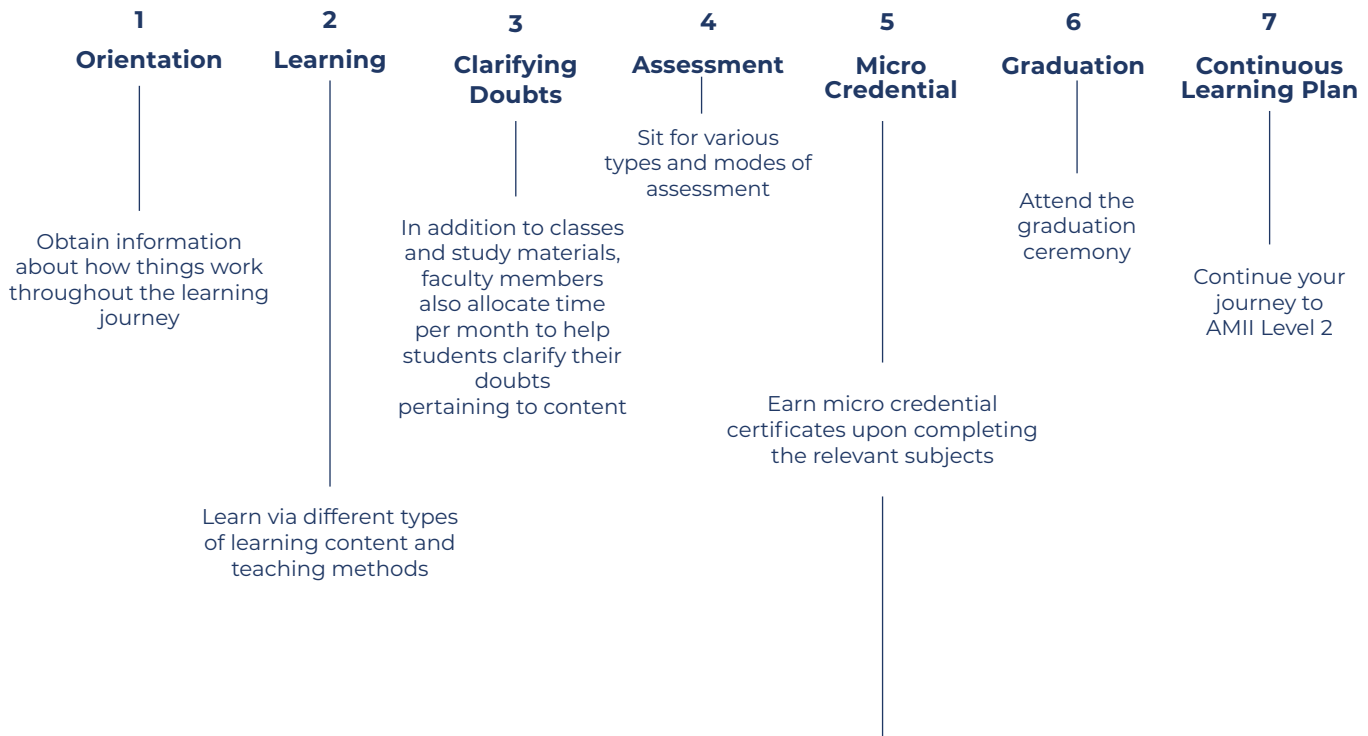 1
Orientation
Obtain information
about how things work
throughout the learning
journey
2
Learning
Learn via different types
of learning content and
teaching methods
3
Clarifying
Doubts
In addition to classes
and study materials,
faculty members
also allocate time
per month to help
students clarify their
doubts
pertaining to content
4
Assessment
Sit for various
types and modes of
assessment
5
Micro
Credential
Earn micro credential
certificates upon completing
the relevant subjects
6
Graduation
Attend the
graduation
ceremony
7
Continuous
Learning Plan
Continue your
journey to
AMII Level 2